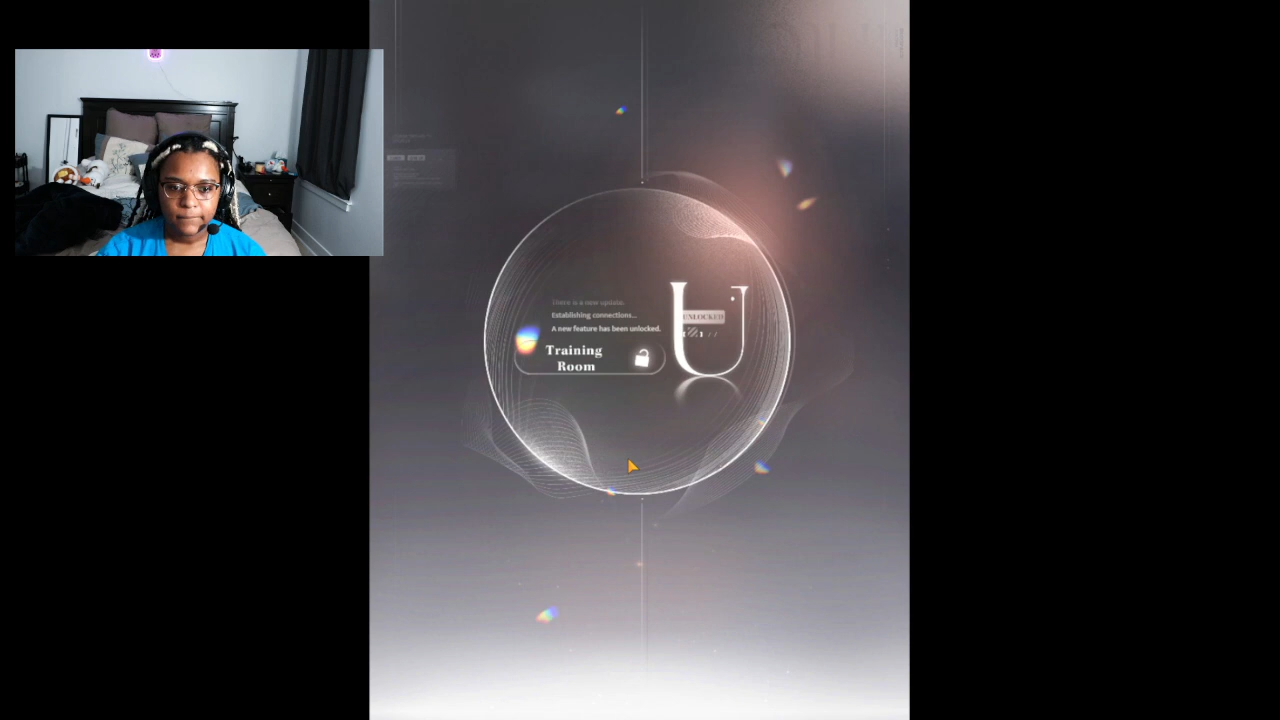 There is a new update.
Establishing connections...
A new feature has been unlocked.
Training
Room
U
UNLOCKED